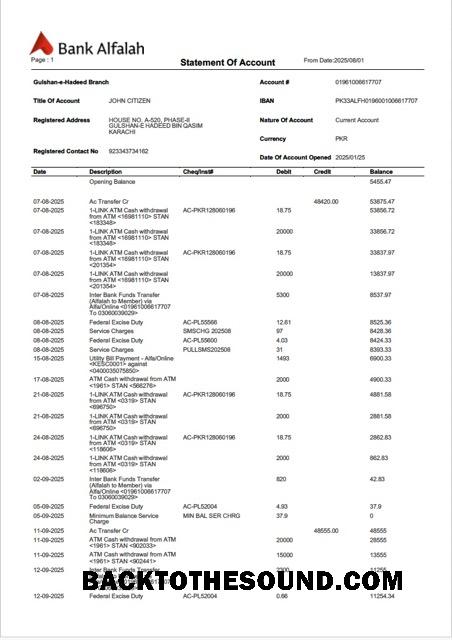 Bank Alfalah
Page : 1
Statement Of Account
From Date:2025/08/01
Gulshan-e-Hadeed Branch
Account # 01961006617707
Title Of Account JOHN CITIZEN
IBAN PK33ALFH0196001006617707
Registered Address HOUSE NO. A-520, PHASE-II
GULSHAN-E HADEED BIN QASIM
KARACHI
Nature Of Account Current Account
Currency PKR
Registered Contact No 923343734162
Date Of Account Opened 2025/01/25
Date Description Cheq/Inst# Debit Credit Balance
Opening Balance 5455.47
07-08-2025 Ac Transfer Cr 48420.00 53875.47
07-08-2025 1-LINK ATM Cash withdrawal AC-PKR128060196 18.75 53856.72
from ATM <16981110> STAN
<183348>
07-08-2025 1-LINK ATM Cash withdrawal 20000 33856.72
from ATM <16981110> STAN
<183348>
07-08-2025 1-LINK ATM Cash withdrawal AC-PKR128060196 18.75 33837.97
from ATM <16981110> STAN
<201354>
07-08-2025 1-LINK ATM Cash withdrawal 20000 13837.97
from ATM <16981110> STAN
<201354>
07-08-2025 Inter Bank Funds Transfer 5300 8537.97
(Alfalah to Member) via
Alfa/Online <01961006617707
To 03060039029>
08-08-2025 Federal Excise Duty AC-PL55566 12.61 8525.36
08-08-2025 Service Charges SMSCHG 202508 97 8428.36
08-08-2025 Federal Excise Duty AC-PL55600 4.03 8424.33
08-08-2025 Service Charges PULLSMS202508 31 8393.33
15-08-2025 Utility Bill Payment - Alfa/Online 1493 6900.33
<KESC0001> against
<0400035075850>
17-08-2025 ATM Cash withdrawal from ATM 2000 4900.33
<1961> STAN <566276>
21-08-2025 1-LINK ATM Cash withdrawal AC-PKR128060196 18.75 4881.58
from ATM <0319> STAN
<696750>
21-08-2025 1-LINK ATM Cash withdrawal 2000 2881.58
from ATM <0319> STAN
<696750>
24-08-2025 1-LINK ATM Cash withdrawal AC-PKR128060196 18.75 2862.83
from ATM <0319> STAN
<118606>
24-08-2025 1-LINK ATM Cash withdrawal 2000 862.83
from ATM <0319> STAN
<118606>
02-09-2025 Inter Bank Funds Transfer 820 42.83
(Alfalah to Member) via
Alfa/Online <01961006617707
To 03060039029>
05-09-2025 Federal Excise Duty AC-PL52004 4.93 37.9
05-09-2025 Minimum Balance Service MIN BAL SER CHRG 37.9 0
Charge
11-09-2025 Ac Transfer Cr 48555.00 48555
11-09-2025 ATM Cash withdrawal from ATM 20000 28555
<1961> STAN <902033>
11-09-2025 ATM Cash withdrawal from ATM 15000 13555
<1961> STAN <902441>
12-09-2025 Inter Bank Funds Transfer 2300 11255
BACKTOTHESOUND.COM
12-09-2025 Federal Excise Duty AC-PL52004 0.66 11254.34